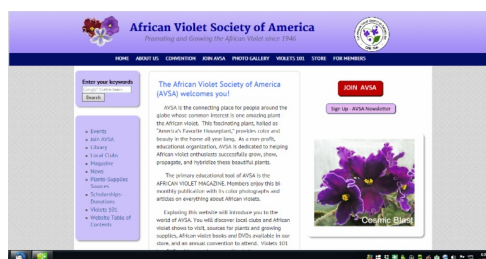 African Violet Society of America
Promoting and Growing the African Violet since 1946
HOME ABOUT US CONVENTION JOIN AVSA PHOTO GALLERY VIOLETS 101 STORE FOR MEMBERS
Enter your keywords
Search
Events
Join AVSA
Library
Local Clubs
Magazine
News
Plants-Supplies
Sources
Scholarships-
Donations
Violets 101
Website Table of
Contents
The African Violet Society of America
(AVSA) welcomes you!
AVSA is the connecting place for people around the
globe whose common interest is one amazing plant
the African violet. This fascinating plant, hailed as
"America's Favorite Houseplant," provides color and
beauty in the home all year long. As a non profit,
educational organization, AVSA is dedicated to helping
African violet enthusiasts successfully grow, show,
propagate, and hybridize these beautiful plants.
The primary educational tool of AVSA is the
AFRICAN VIOLET MAGAZINE. Members enjoy this bi
monthly publication with its color photographs and
articles on everything about African violets.
Exploring this website will introduce you to the
world of AVSA. You will discover local clubs and African
violet shows to visit, sources for plants and growing
supplies, African violet books and DVDs available in our
store, and an annual convention to attend. Violets 101
JOIN AVSA
Sign Up - AVSA Newsletter
Cosmic Blast